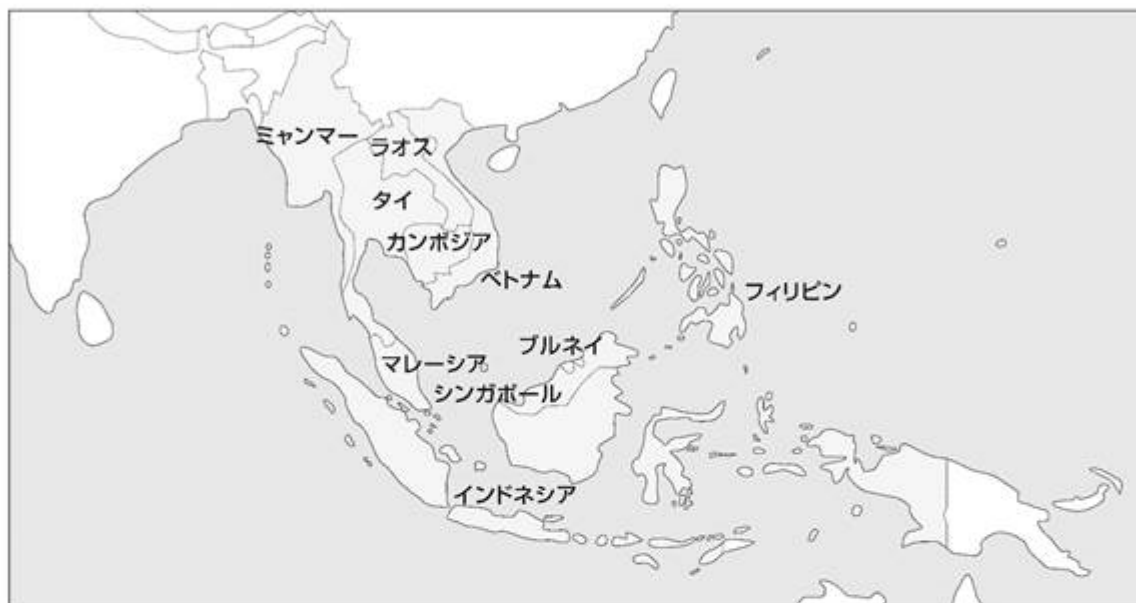 ミャンマー
ラオス
タイ
カンボジア
ベトナム
フィリピン
ブルネイ
マレーシア
シンガポール
インドネシア